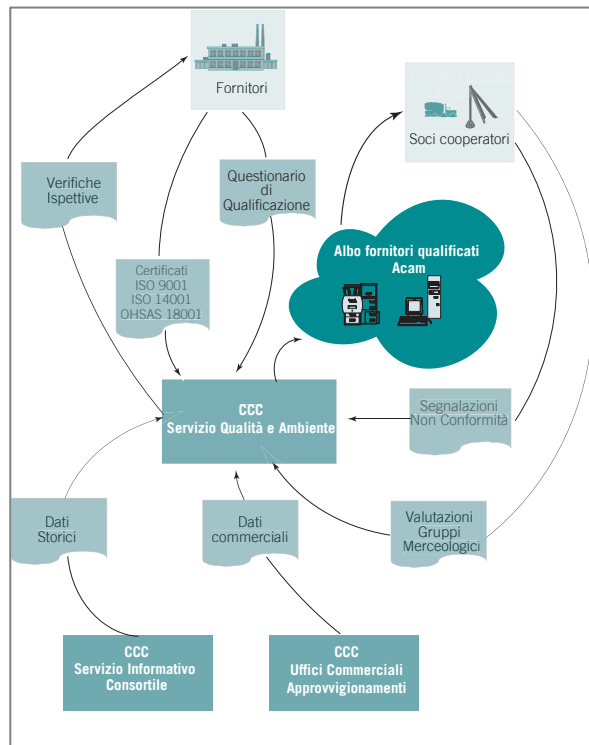 Fornitori
Soci cooperatori
Verifiche
Ispettive
Questionario
di
Qualificazione
Certificati
ISO 9001
ISO 14001
OHSAS 18001
Albo fornitori qualificati
Acam
CCC
Servizio Qualità e Ambiente
Segnalazioni
Non Conformità
Dati
Storici
Dati
commerciali
Valutazioni
Gruppi
Merceologici
CCC
Servizio Informativo
Consortile
CCC
Uffici Commerciali
Approvvigionamenti